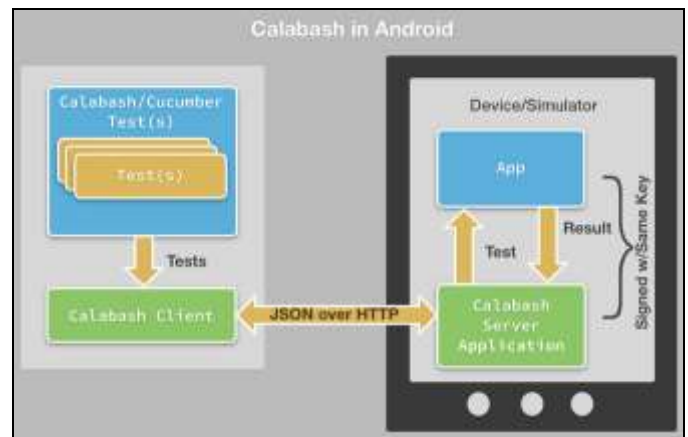 Calabash in Android
Calabash/Cucumber
Test(s)
Test(s)
Tests
Calabash Client
JSON over HTTP
Device/Simulator
App
Test
Result
Calabash
Server
Application
Signed w/Same Key